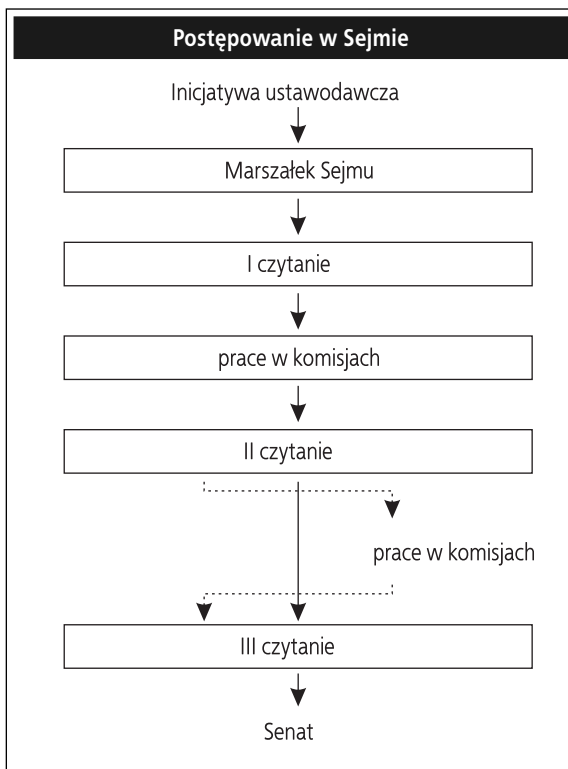 Postępowanie w Sejmie
Inicjatywa ustawodawcza
Marszałek Sejmu
I czytanie
prace w komisjach
II czytanie
prace w komisjach
III czytanie
Senat